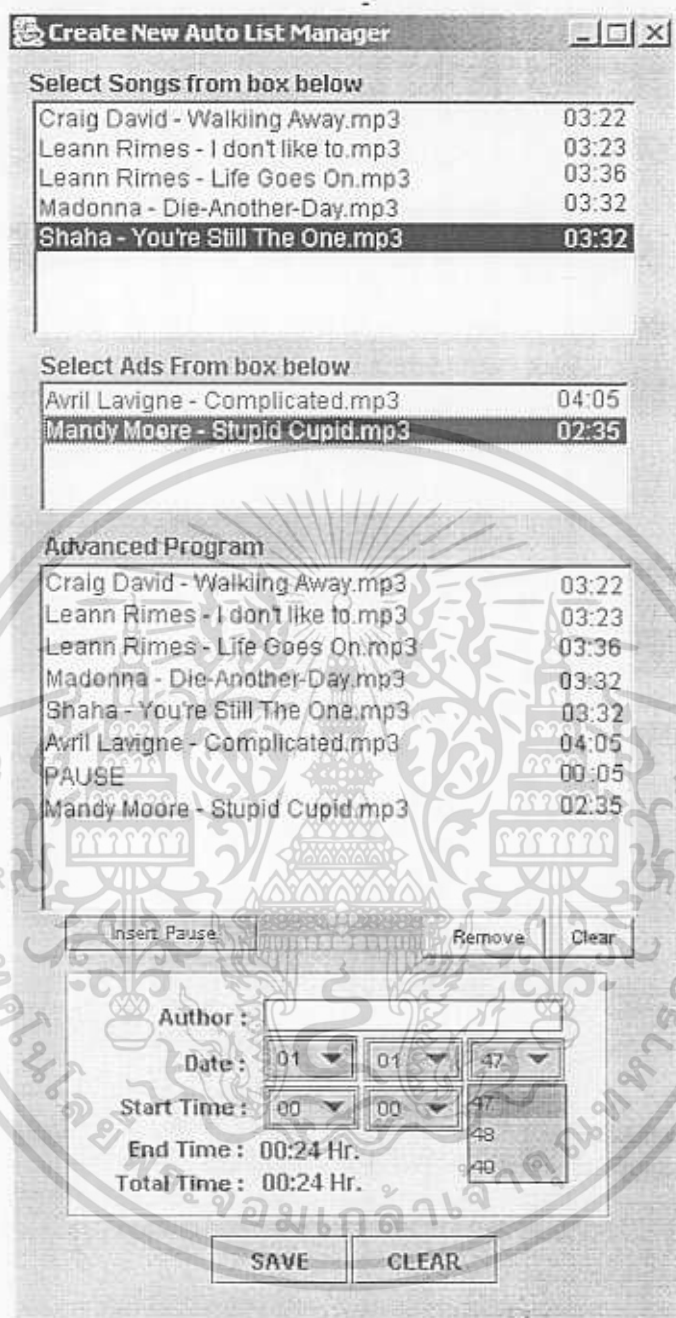 Create New Auto List Manager
Select Songs from box below
Craig David - Walkiing Away.mp3 03:22
Leann Rimes - I don't like to.mp3 03:23
Leann Rimes - Life Goes On.mp3 03:36
Madonna - Die-Another-Day.mp3 03:32
Shaha - You're Still The One.mp3 03:32
Select Ads From box below
Avril Lavigne - Complicated.mp3 04:05
Mandy Moore - Stupid Cupid.mp3 02:35
Advanced Program
Craig David - Walkiing Away.mp3 03:22
Leann Rimes - I don't like to.mp3 03:23
Leann Rimes - Life Goes On.mp3 03:36
Madonna - Die-Another-Day.mp3 03:32
Shaha - You're Still The One.mp3 03:32
Avril Lavigne - Complicated.mp3 04:05
PAUSE 00:05
Mandy Moore - Stupid Cupid.mp3 02:35
Insert Pause Remove Clear
Author :
Date : 01 01 47
Start Time : 00 00 47
48
End Time : 00:24 Hr.
Total Time : 00:24 Hr.
SAVE CLEAR